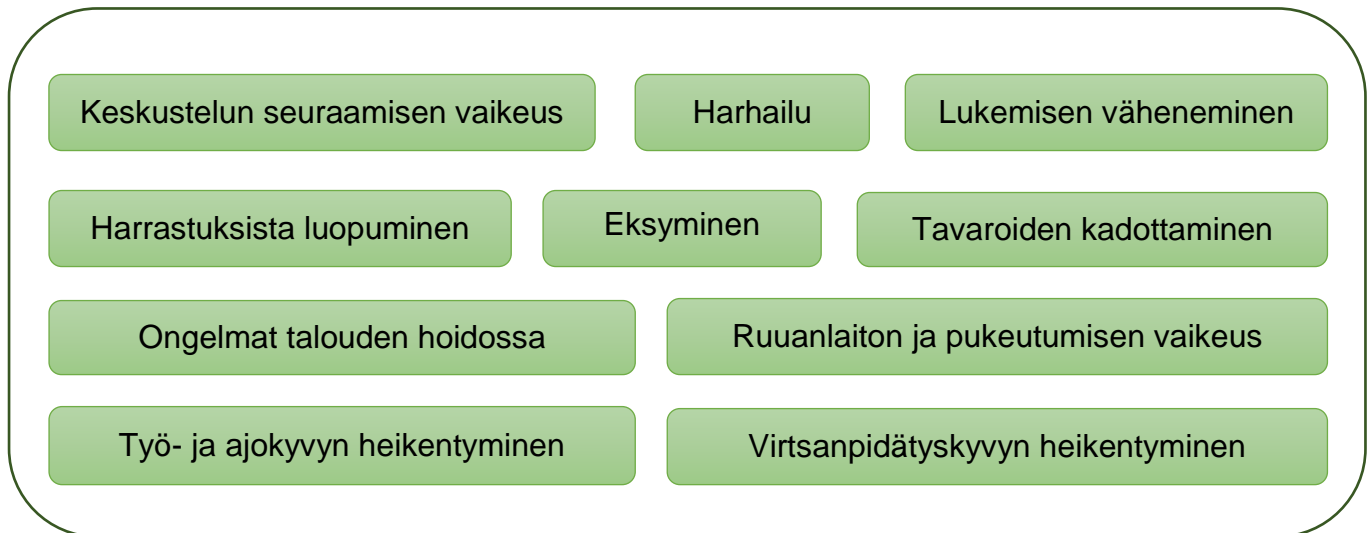 Keskustelun seuraamisen vaikeus
Harhailu
Lukemisen väheneminen
Harrastuksista luopuminen
Eksyminen
Tavaroiden kadottaminen
Ongelmat talouden hoidossa
Ruuanlaiton ja pukeutumisen vaikeus
Työ- ja ajokyvyn heikentyminen
Virtsanpidätyskyvyn heikentyminen